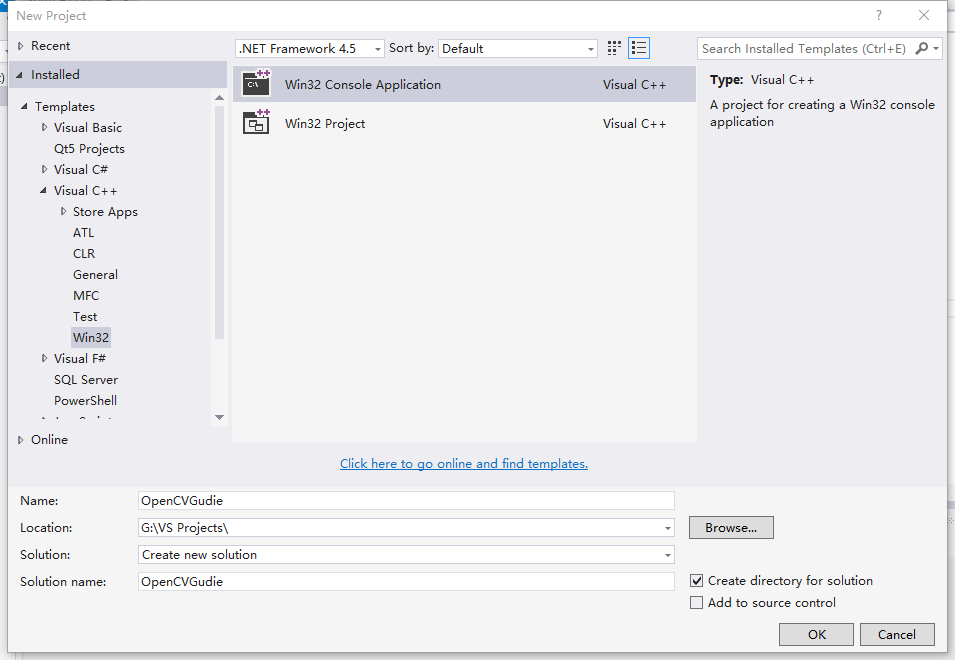 New Project
?
Recent
Installed
Templates
Visual Basic
Qt5 Projects
Visual C#
Visual C++
Store Apps
ATL
CLR
General
MFC
Test
Win32
Visual F#
SQL Server
PowerShell
Online
.NET Framework 4.5
Sort by: Default
Win32 Console Application Visual C++
Win32 Project Visual C++
Click here to go online and find templates.
Search Installed Templates (Ctrl+E)
Type: Visual C++
A project for creating a Win32 console
application
Name: OpenCVGudie
Location: G:\VS Projects\
Browse...
Solution: Create new solution
Solution name: OpenCVGudie
Create directory for solution
Add to source control
OK
Cancel